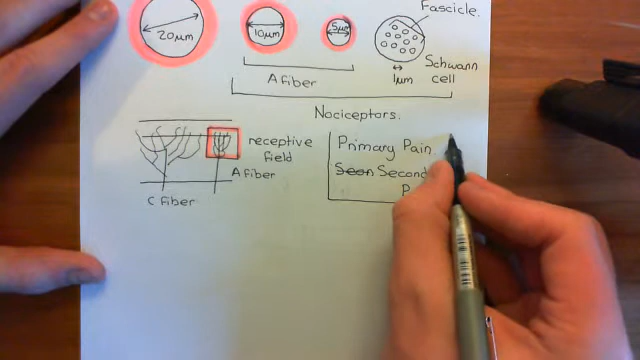 Fascicle.
20µm
10µm
5µm
1µm
Schwann
cell
A fiber
Nociceptors.
receptive
field
A fiber
C fiber
Primary Pain
Seon Second
P